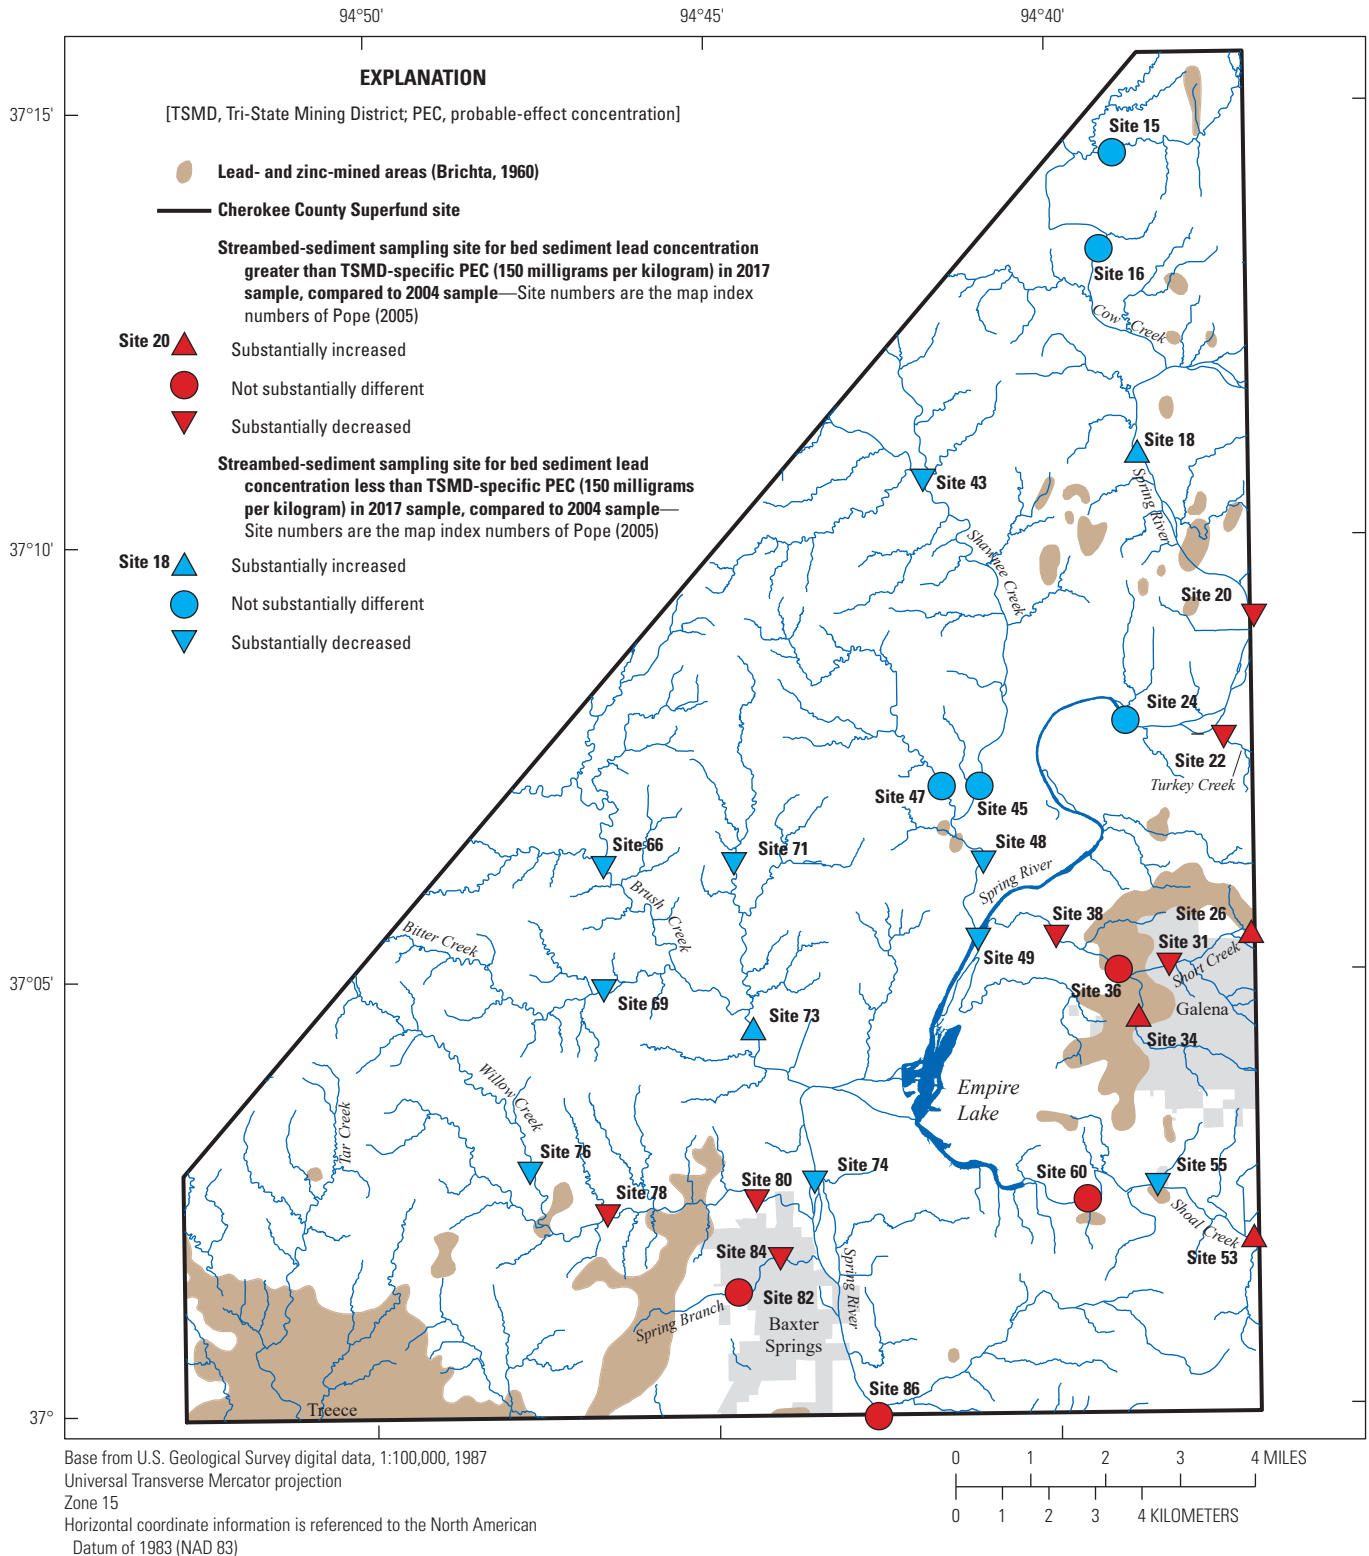 94°50'
94°45'
94°40'
37°15'
37°10'
37°05'
37°
EXPLANATION
[TSMD, Tri-State Mining District; PEC, probable-effect concentration]
Lead- and zinc-mined areas (Brichta, 1960)
Cherokee County Superfund site
Streambed-sediment sampling site for bed sediment lead concentration
greater than TSMD-specific PEC (150 milligrams per kilogram) in 2017
sample, compared to 2004 sample—Site numbers are the map index
numbers of Pope (2005)
Site 20
Substantially increased
Not substantially different
Substantially decreased
Streambed-sediment sampling site for bed sediment lead
concentration less than TSMD-specific PEC (150 milligrams
per kilogram) in 2017 sample, compared to 2004 sample—
Site numbers are the map index numbers of Pope (2005)
Site 18
Substantially increased
Not substantially different
Substantially decreased
Site 15
Site 16
Cow Creek
Site 18
Site 43
Spring River
Shawnee Creek
Site 20
Site 24
Site 22
Turkey Creek
Site 47
Site 45
Site 48
Site 66
Site 71
Spring River
Brush Creek
Site 38
Site 26
Bitter Creek
Site 31
Short Creek
Site 49
Site 36
Site 69
Site 73
Galena
Site 34
Willow Creek
Empire
Lake
Tar Creek
Site 76
Site 74
Site 60
Site 55
Site 80
Site 78
Shoal Creek
Site 84
Site 53
Spring River
Site 82
Spring Branch
Baxter
Springs
Site 86
Treece
Base from U.S. Geological Survey digital data, 1:100,000, 1987
Universal Transverse Mercator projection
Zone 15
Horizontal coordinate information is referenced to the North American
Datum of 1983 (NAD 83)
0 1 2 3 4 MILES
0 1 2 3 4 KILOMETERS